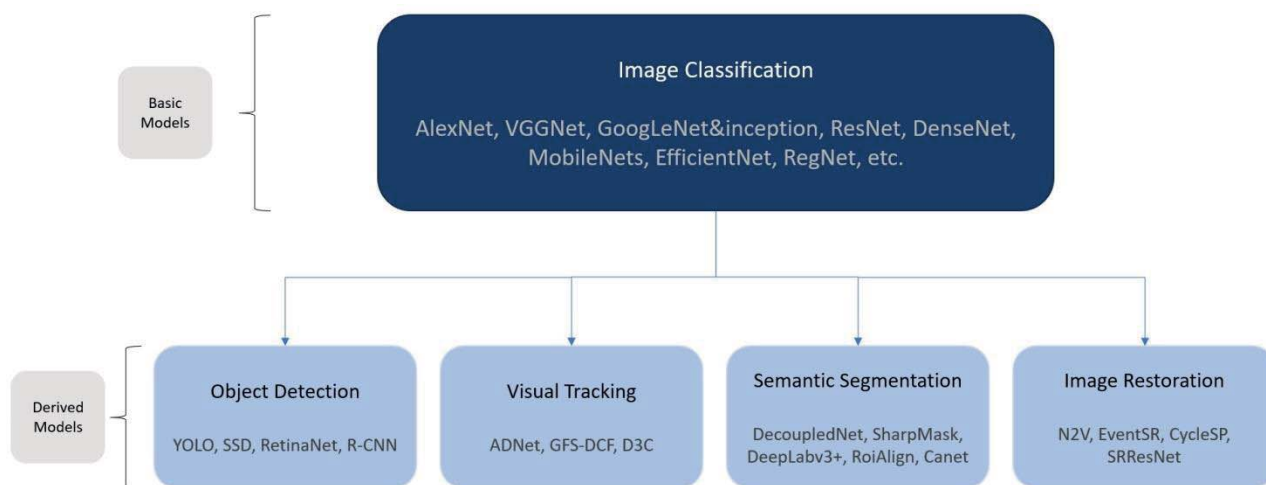 Basic
Models
Image Classification
AlexNet, VGGNet, GoogLeNet&inception, ResNet, DenseNet,
MobileNets, EfficientNet, RegNet, etc.
Derived
Models
Object Detection
YOLO, SSD, RetinaNet, R-CNN
Visual Tracking
ADNet, GFS-DCF, D3C
Semantic Segmentation
DecoupledNet, SharpMask,
DeepLabv3+, RoiAlign, Canet
Image Restoration
N2V, EventSR, CycleSP,
SRResNet